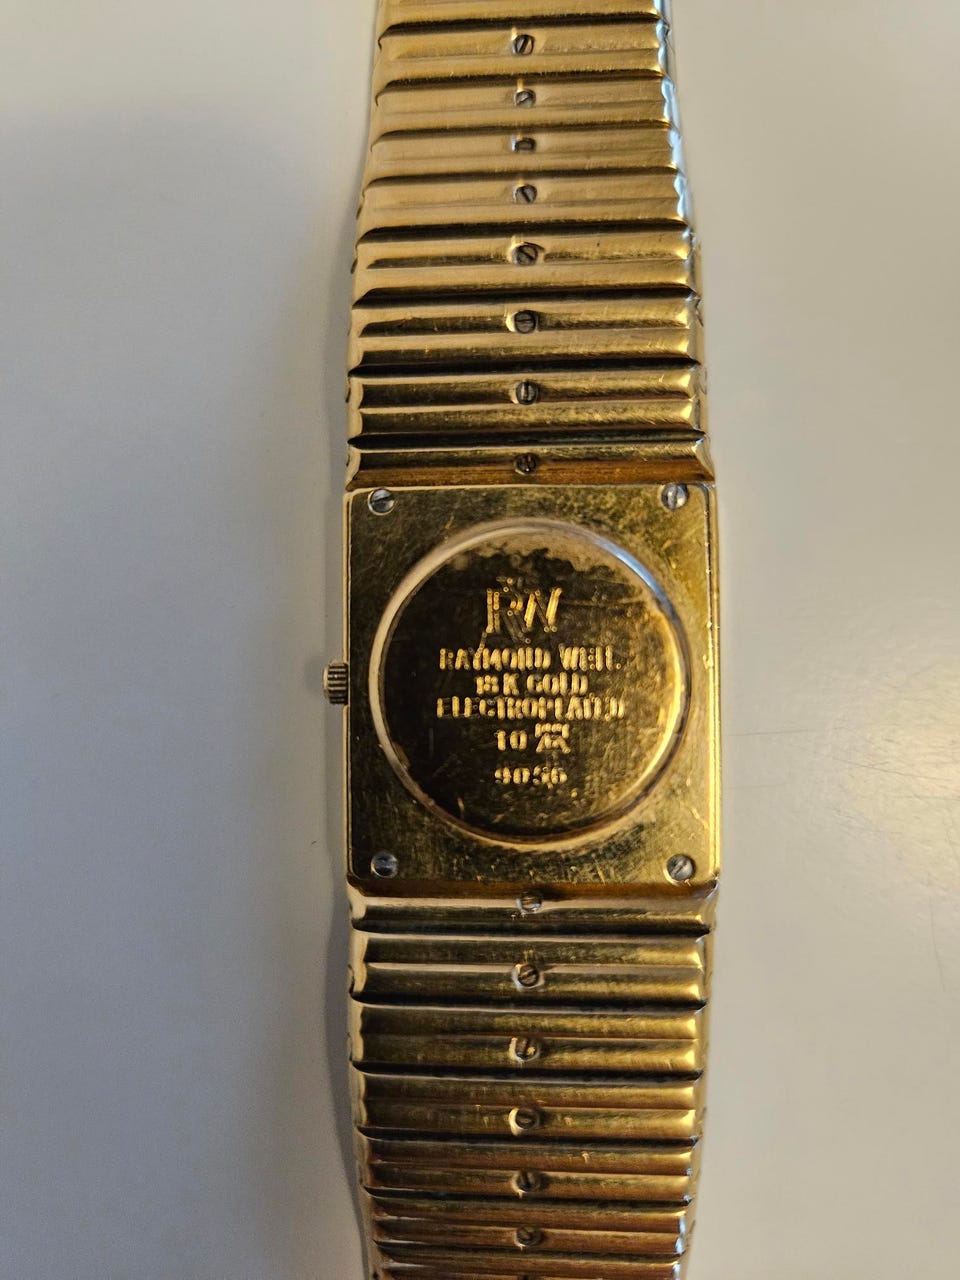 RW
RAYMOND WEIL
18K GOLD
ELECTROPLATED
10
9056